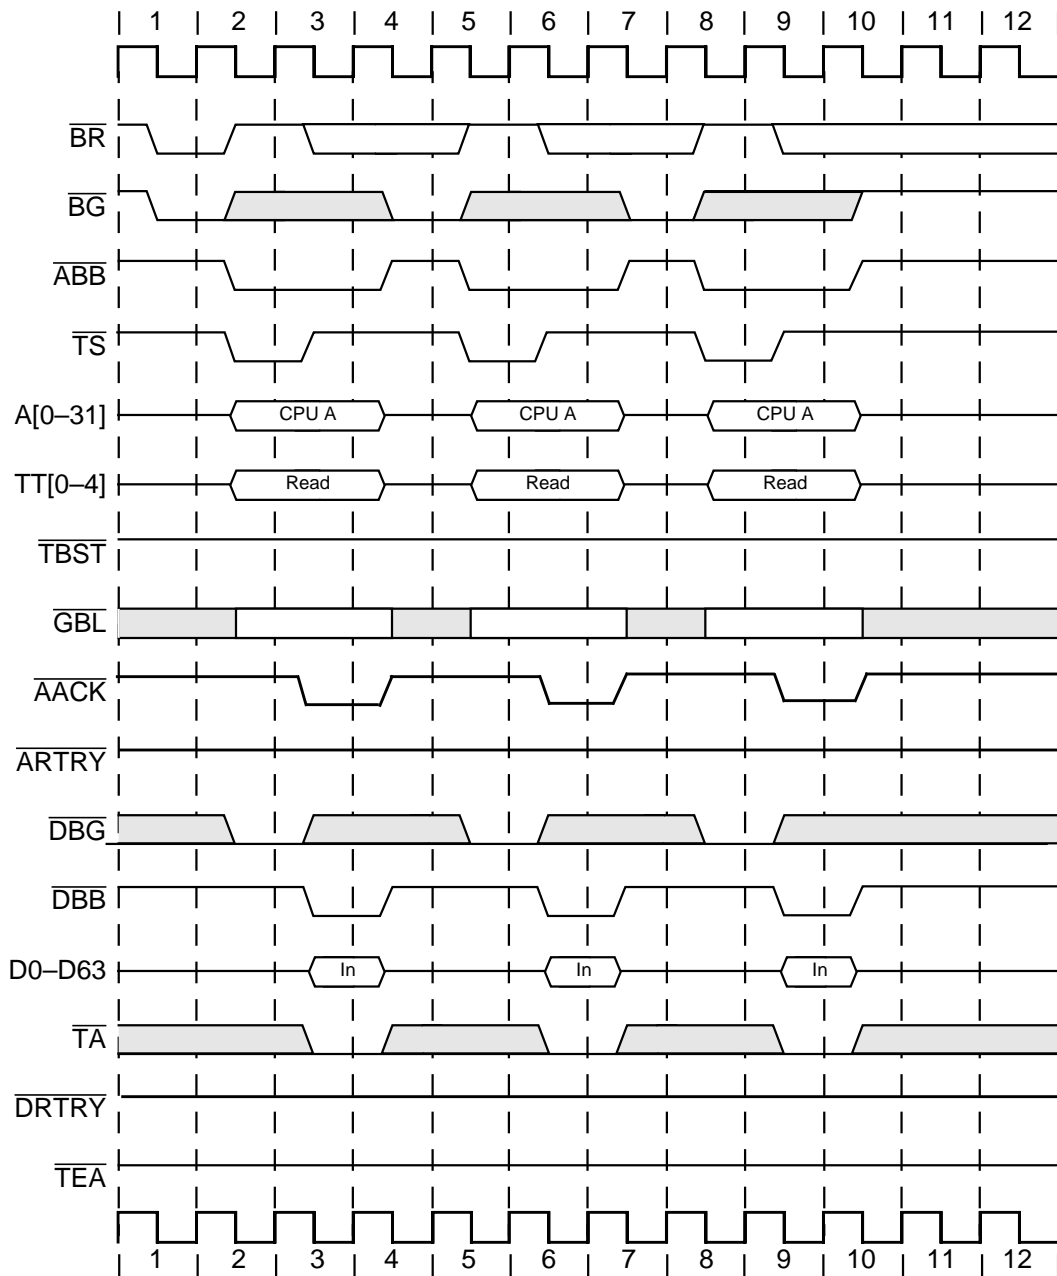 1 2 3 4 5 6 7 8 9 10 11 12
BR
BG
ABB
TS
A[0–31] CPU A CPU A CPU A
TT[0–4] Read Read Read
TBST
GBL
AACK
ARTRY
DBG
DBB
D0–D63 In In In
TA
DRTRY
TEA
1 2 3 4 5 6 7 8 9 10 11 12